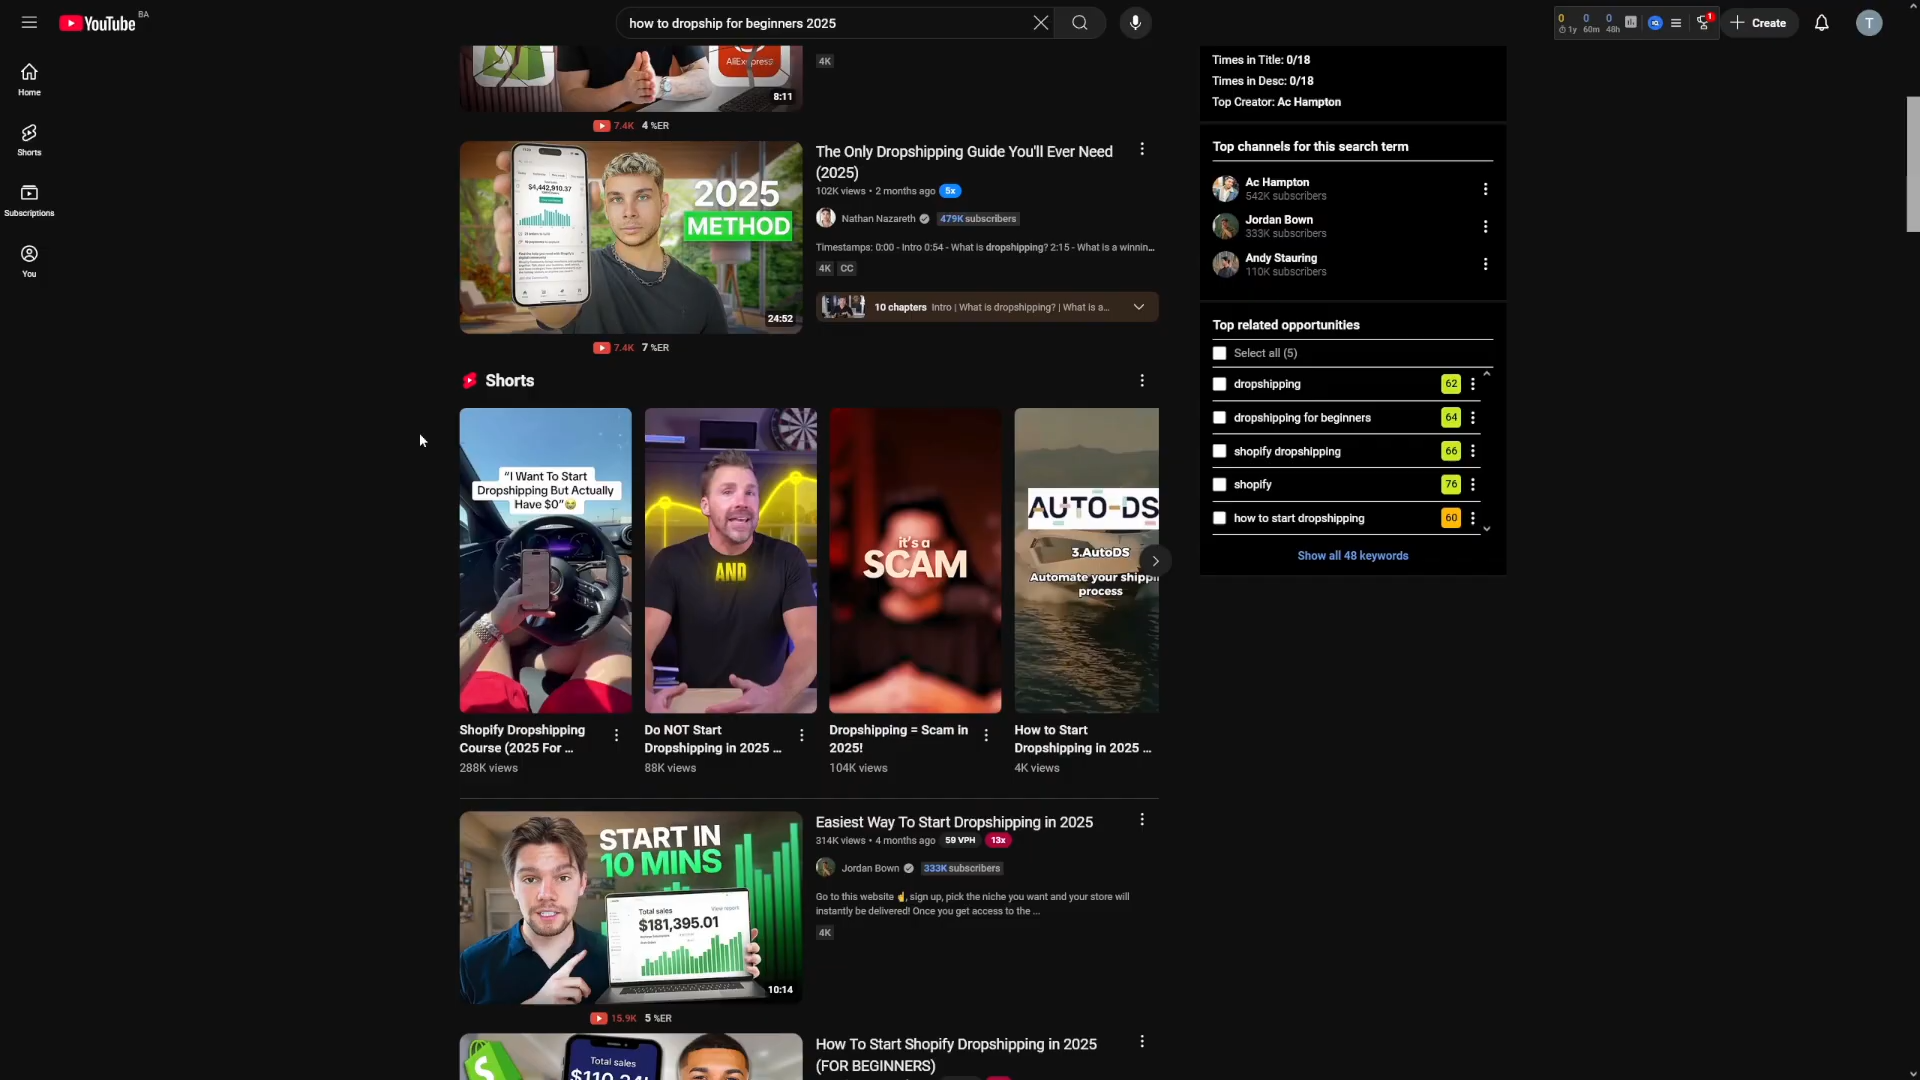 YouTube BA
how to dropship for beginners 2025
0 0 0
1y 60m 48h
1
Create
T
Home
Shorts
Subscriptions
You
AliExpress
8:11
4K
7.4K 4 %ER
$4,442,910.37
2025
METHOD
24:52
The Only Dropshipping Guide You'll Ever Need
(2025)
102K views • 2 months ago 5x
Nathan Nazareth 479K subscribers
Timestamps: 0:00 - Intro 0:54 - What is dropshipping? 2:15 - What is a winnin...
4K CC
10 chapters Intro | What is dropshipping? | What is a...
7.4K 7 %ER
Shorts
"I Want To Start
Dropshipping But Actually
Have $0"
AND
it's a
SCAM
AUTO-DS
3.AutoDS
Automate your shippi
process
Shopify Dropshipping
Course (2025 For ...
288K views
Do NOT Start
Dropshipping in 2025 ...
88K views
Dropshipping = Scam in
2025!
104K views
How to Start
Dropshipping in 2025 ...
4K views
START IN
10 MINS
Total sales
View report
$181,395.01
10:14
Easiest Way To Start Dropshipping in 2025
314K views • 4 months ago 59 VPH 13x
Jordan Bown 333K subscribers
Go to this website ☝, sign up, pick the niche you want and your store will
instantly be delivered! Once you get access to the ...
4K
15.9K 5 %ER
Total sales
How To Start Shopify Dropshipping in 2025
(FOR BEGINNERS)
Times in Title: 0/18
Times in Desc: 0/18
Top Creator: Ac Hampton
Top channels for this search term
Ac Hampton
542K subscribers
Jordan Bown
333K subscribers
Andy Stauring
110K subscribers
Top related opportunities
Select all (5)
dropshipping 62
dropshipping for beginners 64
shopify dropshipping 66
shopify 76
how to start dropshipping 60
Show all 48 keywords